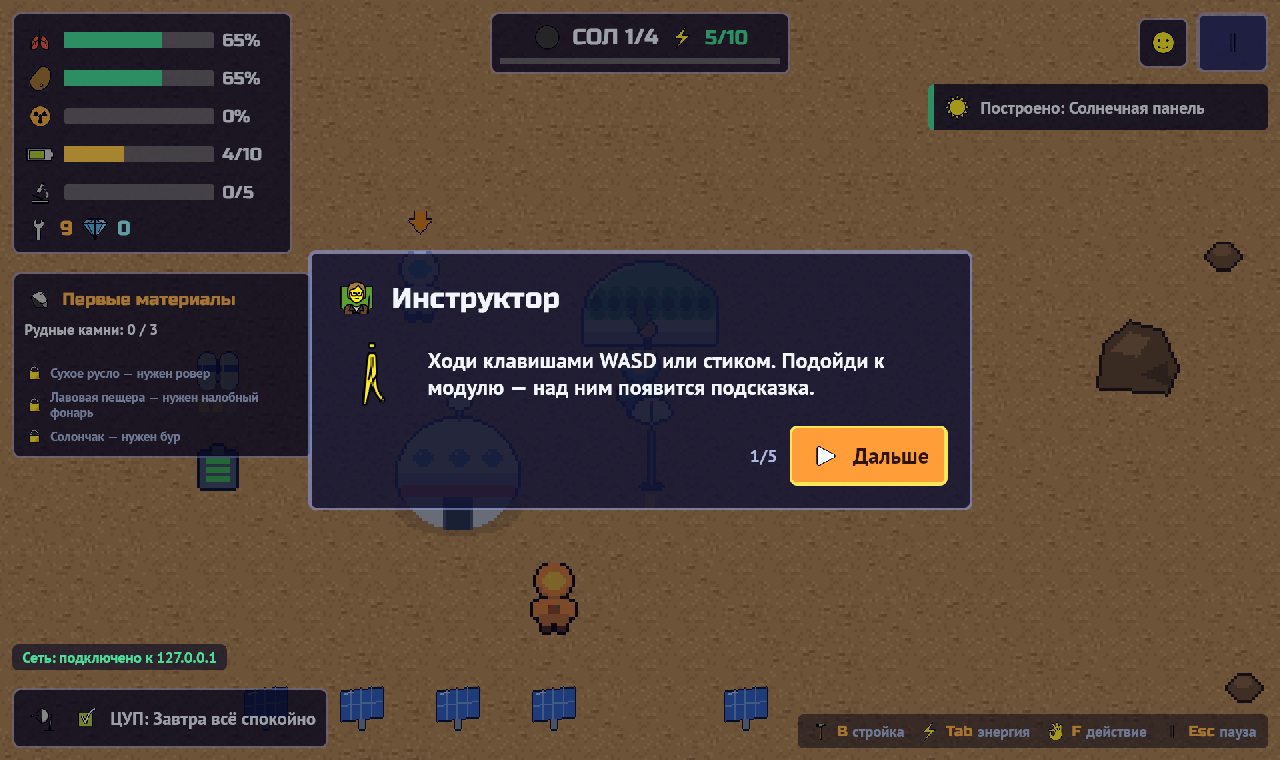 65%
65%
0%
4/10
0/5
9 0
СОЛ 1/4 5/10
Построено: Солнечная панель
Первые материалы
Рудные камни: 0 / 3
Сухое русло — нужен ровер
Лавовая пещера — нужен налобный
фонарь
Солончак — нужен бур
Инструктор
Ходи клавишами WASD или стиком. Подойди к
модулю — над ним появится подсказка.
1/5 Дальше
Сеть: подключено к 127.0.0.1
ЦУП: Завтра всё спокойно
B стройка Tab энергия F действие Esc пауза